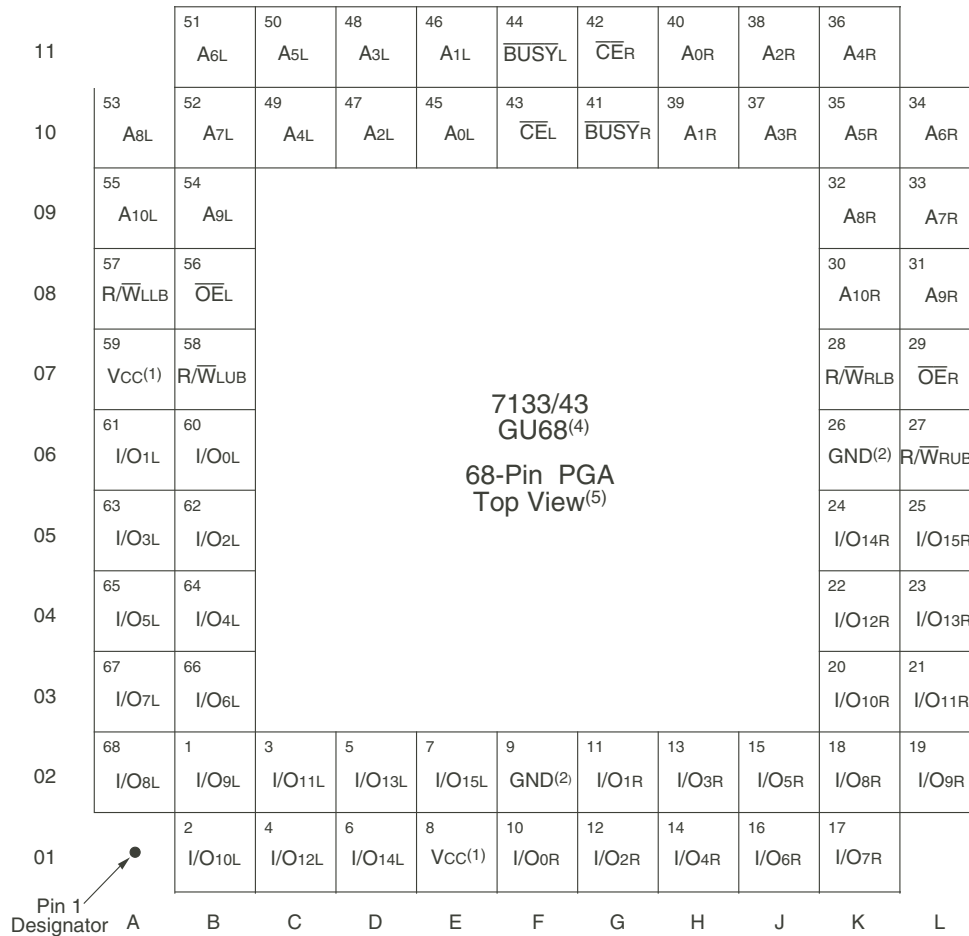 51 50 48 46 44 42 40 38 36
11 A6L A5L A3L A1L BUSYL CER A0R A2R A4R
53 52 49 47 45 43 41 39 37 35 34
10 A8L A7L A4L A2L A0L CEL BUSYR A1R A3R A5R A6R
55 54 32 33
09 A10L A9L A8R A7R
57 56 30 31
08 R/WLLB OEL A10R A9R
59 58 28 29
07 VCC(1) R/WLUB R/WRLB OER
7133/43
GU68(4)
68-Pin PGA
Top View(5)
61 60 26 27
06 I/O1L I/O0L GND(2) R/WRUB
63 62 24 25
05 I/O3L I/O2L I/O14R I/O15R
65 64 22 23
04 I/O5L I/O4L I/O12R I/O13R
67 66 20 21
03 I/O7L I/O6L I/O10R I/O11R
68 1 3 5 7 9 11 13 15 18 19
02 I/O8L I/O9L I/O11L I/O13L I/O15L GND(2) I/O1R I/O3R I/O5R I/O8R I/O9R
2 4 6 8 10 12 14 16 17
01 I/O10L I/O12L I/O14L VCC(1) I/O0R I/O2R I/O4R I/O6R I/O7R
Pin 1
Designator
A B C D E F G H J K L